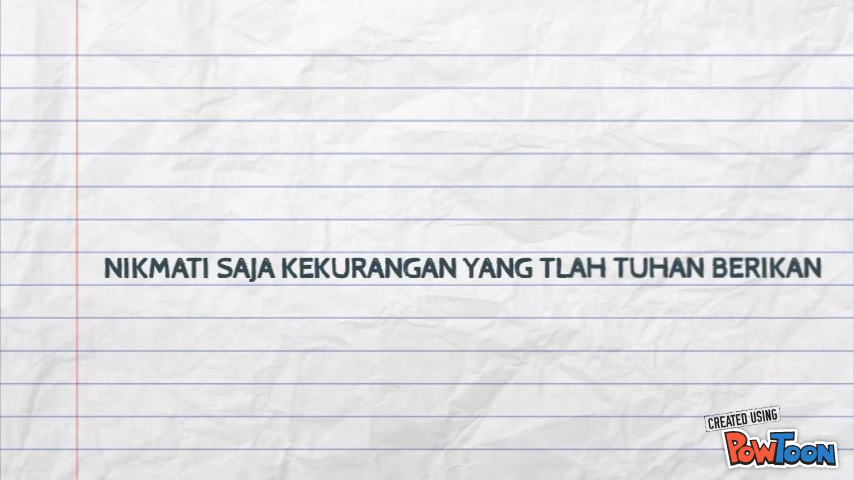 NIKMATI SAJA KEKURANGAN YANG TLAH TUHAN BERIKAN
CREATED USING
POWTOON